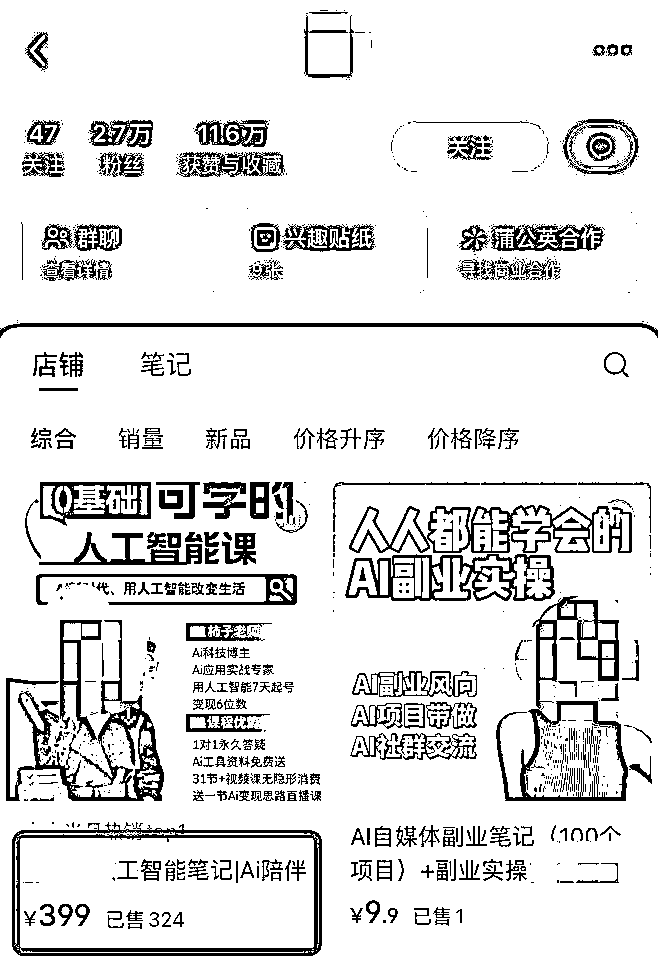 47 2.7万 11.6万
关注 粉丝 获赞与收藏
关注
群聊 兴趣贴纸 蒲公英合作
查看详情 9张 寻找商业合作
店铺 笔记
综合 销量 新品 价格升序 价格降序
【0基础】可学的
人工智能课
时代、用人工智能改变生活
柿子老师
Ai科技博主
Ai应用实战专家
用人工智能7天起号
变现6位数
课程优势
1对1永久答疑
Ai工具资料免费送
31节+视频课无隐形消费
送一节Ai变现思路直播课
热销top1
工智能笔记|Ai陪伴
¥399 已售 324
人人都能学会的
AI副业实操
AI副业风向
AI项目带做
AI社群交流
AI自媒体副业笔记（100个
项目）+副业实操
¥9.9 已售 1